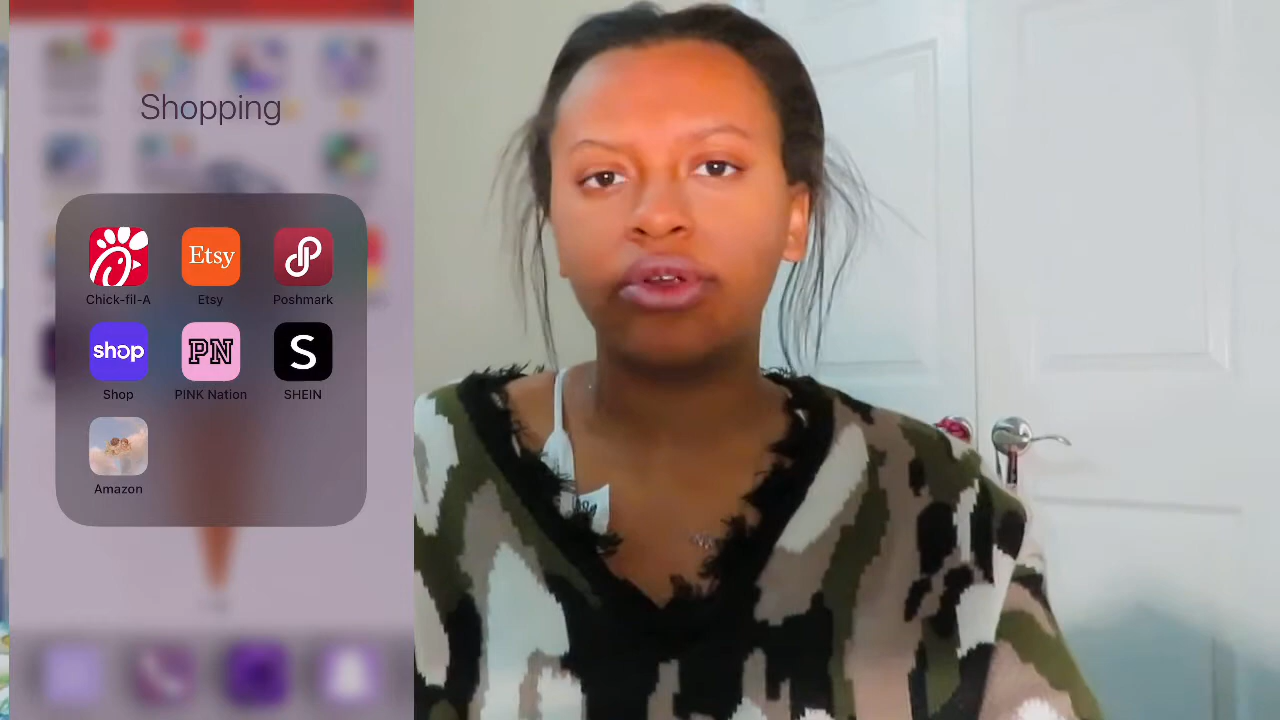 Shopping
Etsy
Chick-fil-A
Etsy
Poshmark
shop
PN
S
Shop
PINK Nation
SHEIN
Amazon